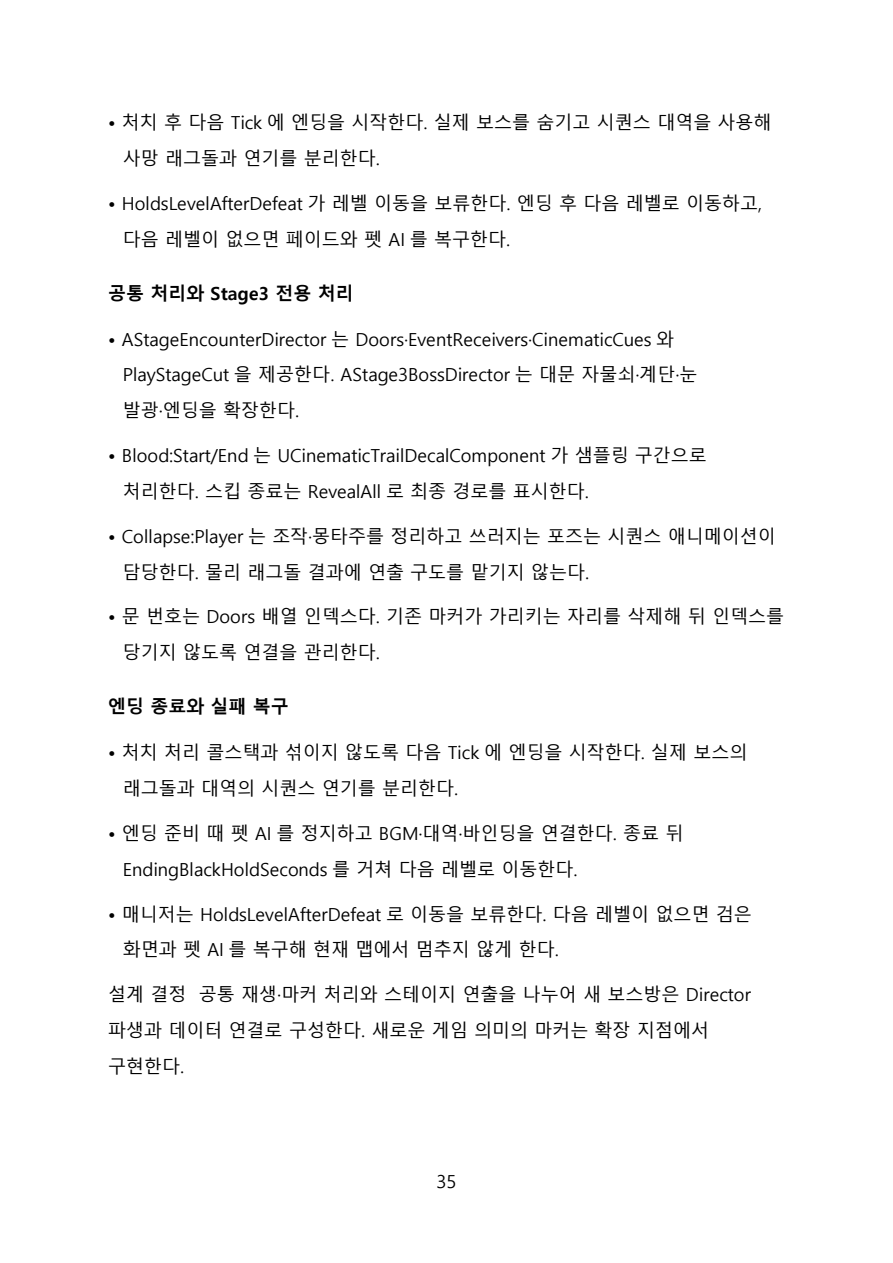 • 처치 후 다음 Tick 에 엔딩을 시작한다. 실제 보스를 숨기고 시퀀스 대역을 사용해
사망 래그돌과 연기를 분리한다.
• HoldsLevelAfterDefeat 가 레벨 이동을 보류한다. 엔딩 후 다음 레벨로 이동하고,
다음 레벨이 없으면 페이드와 펫 AI 를 복구한다.
공통 처리와 Stage3 전용 처리
• AStageEncounterDirector 는 Doors·EventReceivers·CinematicCues 와
PlayStageCut 을 제공한다. AStage3BossDirector 는 대문 자물쇠·계단·눈
발광·엔딩을 확장한다.
• Blood:Start/End 는 UCinematicTrailDecalComponent 가 샘플링 구간으로
처리한다. 스킵 종료는 RevealAll 로 최종 경로를 표시한다.
• Collapse:Player 는 조작·몽타주를 정리하고 쓰러지는 포즈는 시퀀스 애니메이션이
담당한다. 물리 래그돌 결과에 연출 구도를 맡기지 않는다.
• 문 번호는 Doors 배열 인덱스다. 기존 마커가 가리키는 자리를 삭제해 뒤 인덱스를
당기지 않도록 연결을 관리한다.
엔딩 종료와 실패 복구
• 처치 처리 콜스택과 섞이지 않도록 다음 Tick 에 엔딩을 시작한다. 실제 보스의
래그돌과 대역의 시퀀스 연기를 분리한다.
• 엔딩 준비 때 펫 AI 를 정지하고 BGM·대역·바인딩을 연결한다. 종료 뒤
EndingBlackHoldSeconds 를 거쳐 다음 레벨로 이동한다.
• 매니저는 HoldsLevelAfterDefeat 로 이동을 보류한다. 다음 레벨이 없으면 검은
화면과 펫 AI 를 복구해 현재 맵에서 멈추지 않게 한다.
설계 결정  공통 재생·마커 처리와 스테이지 연출을 나누어 새 보스방은 Director
파생과 데이터 연결로 구성한다. 새로운 게임 의미의 마커는 확장 지점에서
구현한다.
35